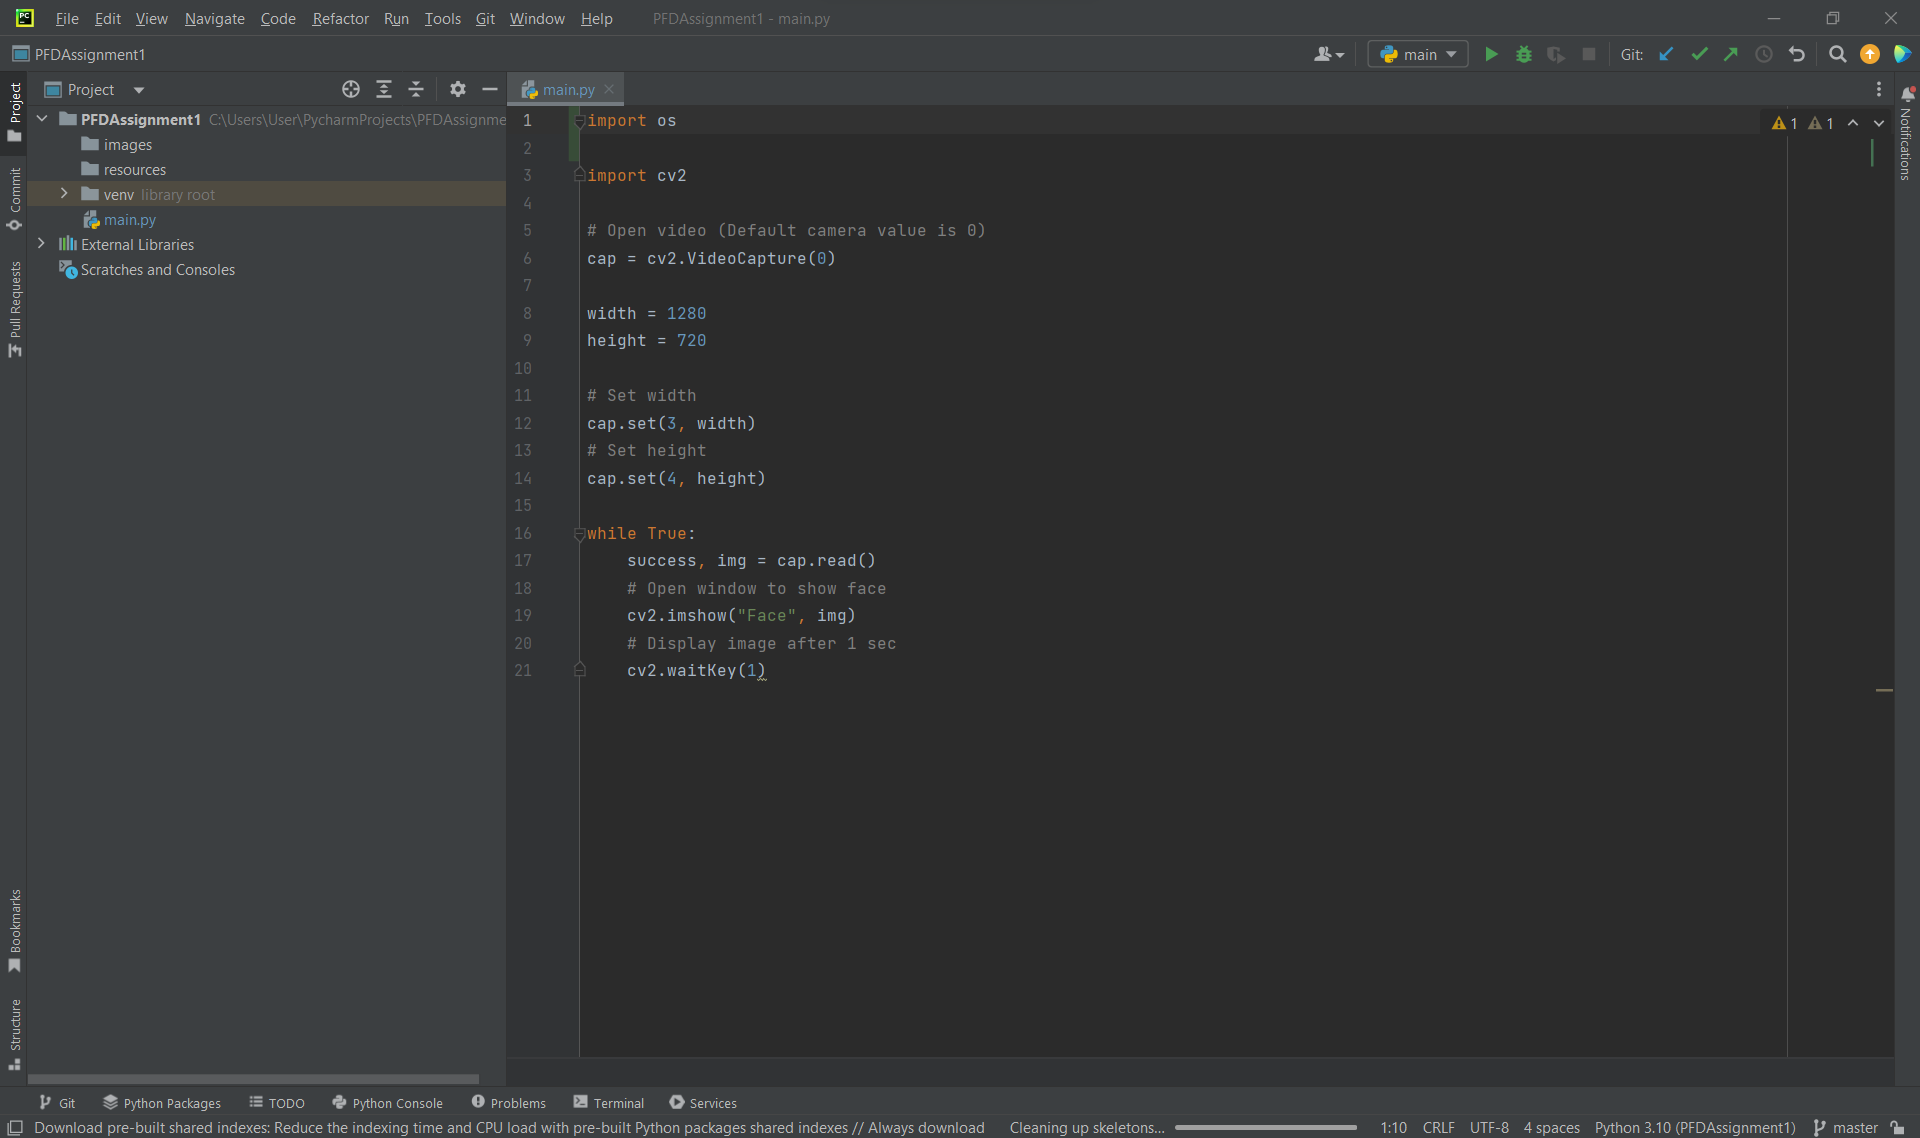 PC
File Edit View Navigate Code Refactor Run Tools Git Window Help PFDAssignment1 - main.py
PFDAssignment1 main Git:
Project main.py
PFDAssignment1 C:\Users\User\PycharmProjects\PFDAssignme
images
resources
venv library root
main.py
External Libraries
Scratches and Consoles
Project
Commit
Pull Requests
Bookmarks
Structure
1 import os
2
3 import cv2
4
5 # Open video (Default camera value is 0)
6 cap = cv2.VideoCapture(0)
7
8 width = 1280
9 height = 720
10
11 # Set width
12 cap.set(3, width)
13 # Set height
14 cap.set(4, height)
15
16 while True:
17     success, img = cap.read()
18     # Open window to show face
19     cv2.imshow("Face", img)
20     # Display image after 1 sec
21     cv2.waitKey(1)
1 1
Notifications
Git Python Packages TODO Python Console Problems Terminal Services
Download pre-built shared indexes: Reduce the indexing time and CPU load with pre-built Python packages shared indexes // Always download Cleaning up skeletons... 1:10 CRLF UTF-8 4 spaces Python 3.10 (PFDAssignment1) master